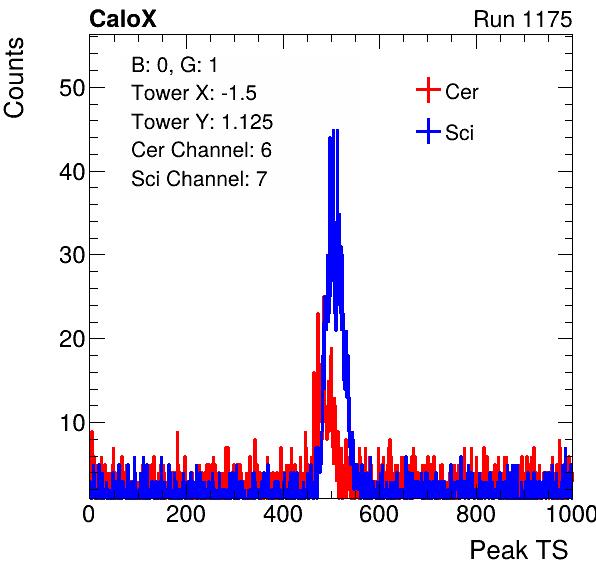 CaloX Run 1175
Counts
B: 0, G: 1
Tower X: -1.5
Tower Y: 1.125
Cer Channel: 6
Sci Channel: 7
Cer
Sci
50
40
30
20
10
0 200 400 600 800 1000
Peak TS